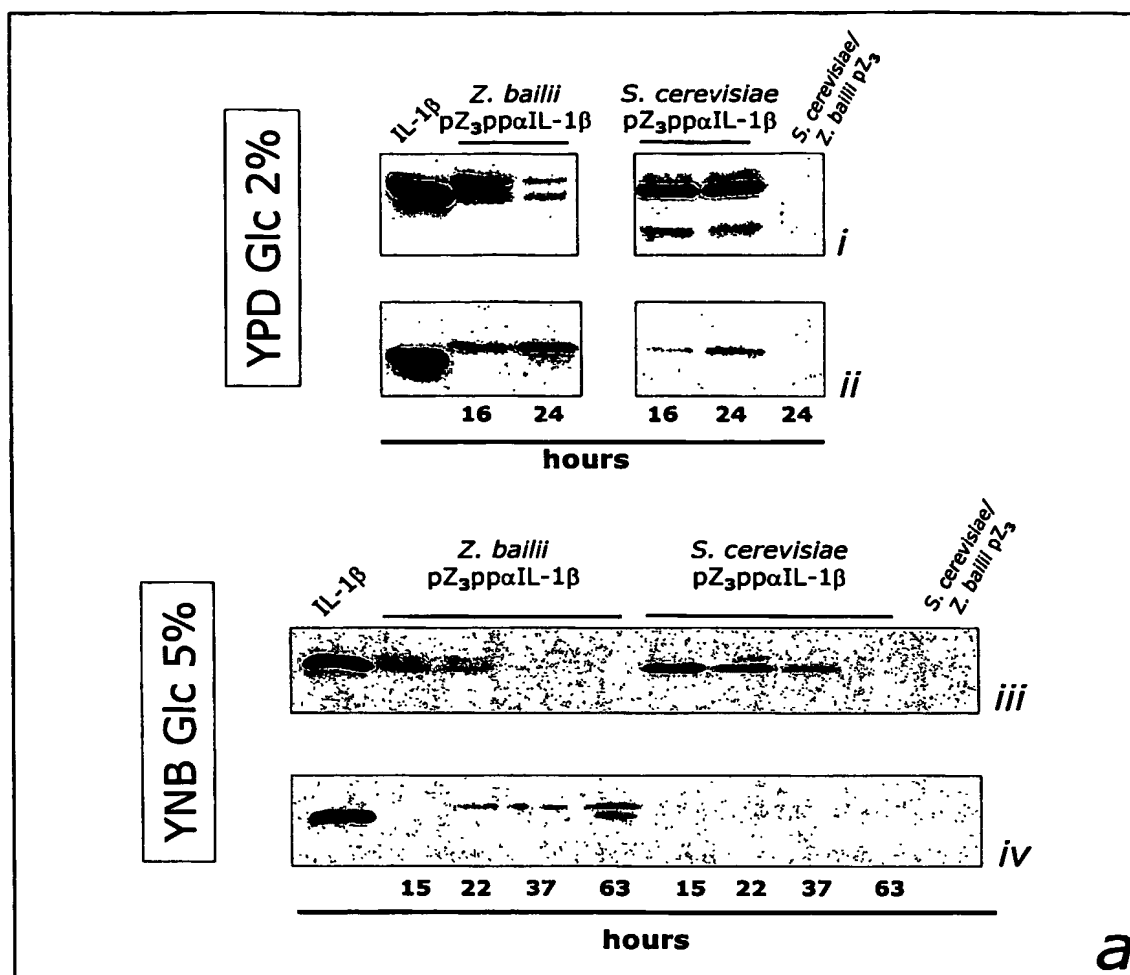 YPD Glc 2%
IL-1β
Z. bailii
pZ₃ppαIL-1β
S. cerevisiae
pZ₃ppαIL-1β
S. cerevisiae/
Z. bailii pZ₃
i
ii
16 24 16 24 24
hours
YNB Glc 5%
IL-1β
Z. bailii
pZ₃ppαIL-1β
S. cerevisiae
pZ₃ppαIL-1β
S. cerevisiae/
Z. bailii pZ₃
iii
iv
15 22 37 63 15 22 37 63
hours
a